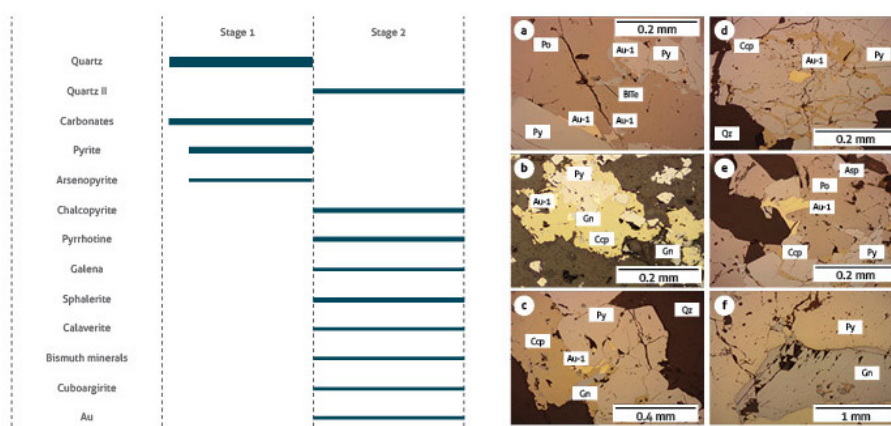 Stage 1
Stage 2
Quartz
Quartz II
Carbonates
Pyrite
Arsenopyrite
Chalcopyrite
Pyrrhotine
Galena
Sphalerite
Calaverite
Bismuth minerals
Cuboargirite
Au
a
0.2 mm
Po
Au-1
Py
BiTe
Au-1
Au-1
Py
b
Py
Au-1
Gn
Ccp
Gn
0.2 mm
c
Qz
Py
Ccp
Au-1
Gn
0.4 mm
d
Ccp
Py
Au-1
Qz
0.2 mm
e
Asp
Po
Au-1
Ccp
Py
0.2 mm
f
Py
Gn
1 mm